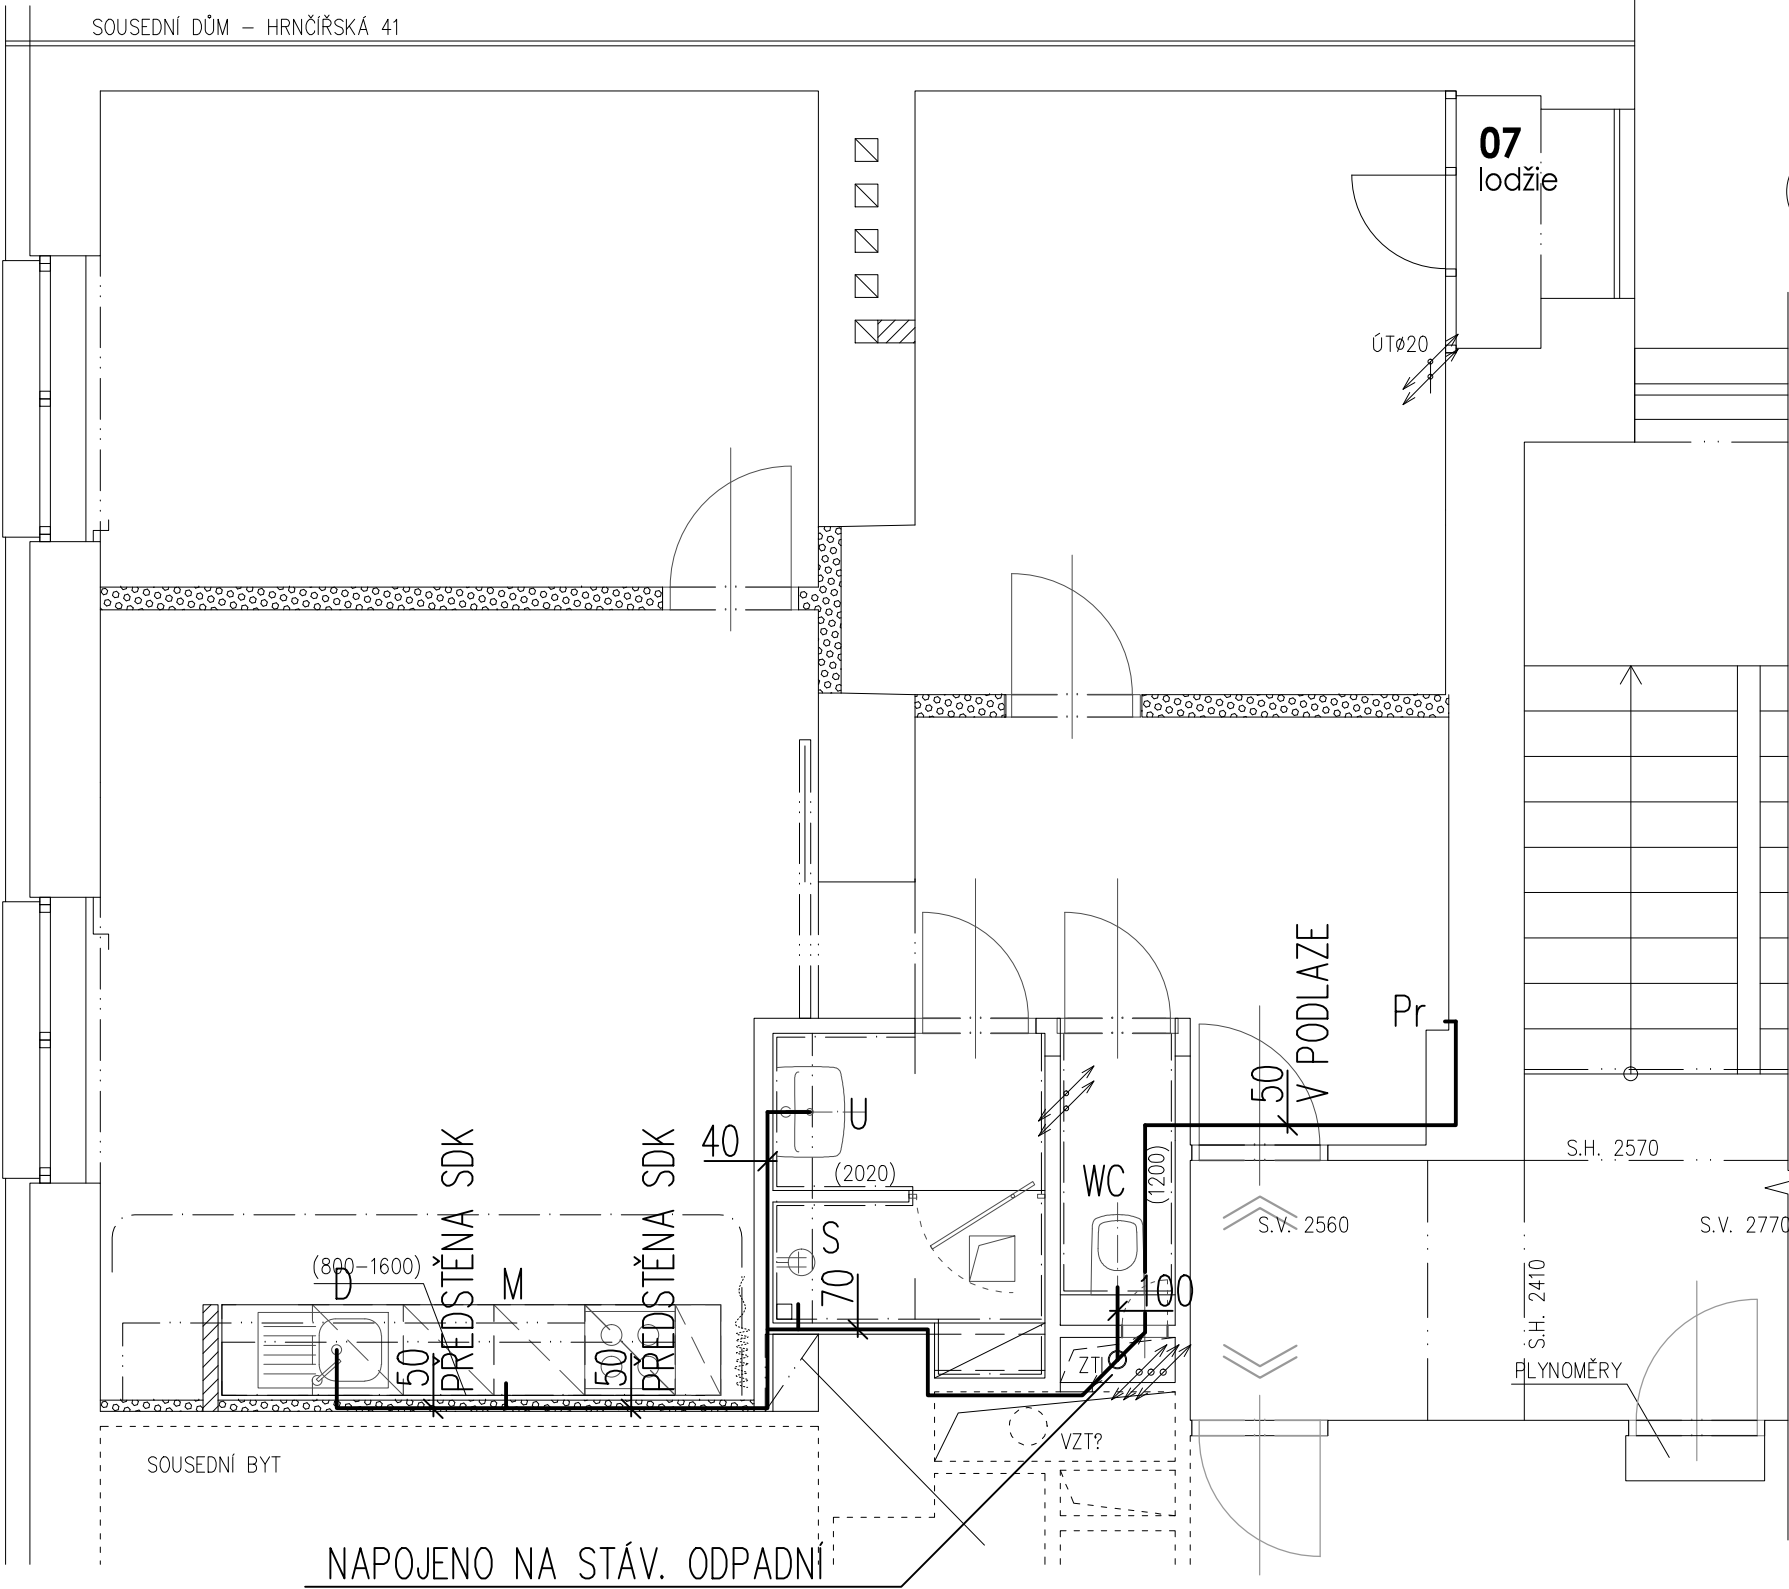 SOUSEDNÍ DŮM – HRNČÍŘSKÁ 41
07
lodžie
ÚTø20
V PODLAZE
50
Pr
U
40
(2020)
WC
(1200)
S.H. 2570
S.V. 2560
S.V. 2770
S.H. 2410
PŘEDSTĚNA SDK
50
PŘEDSTĚNA SDK
50
(800–1600)
D
M
S
70
100
ZTI
PLYNOMĚRY
VZT?
SOUSEDNÍ BYT
NAPOJENO NA STÁV. ODPADNÍ